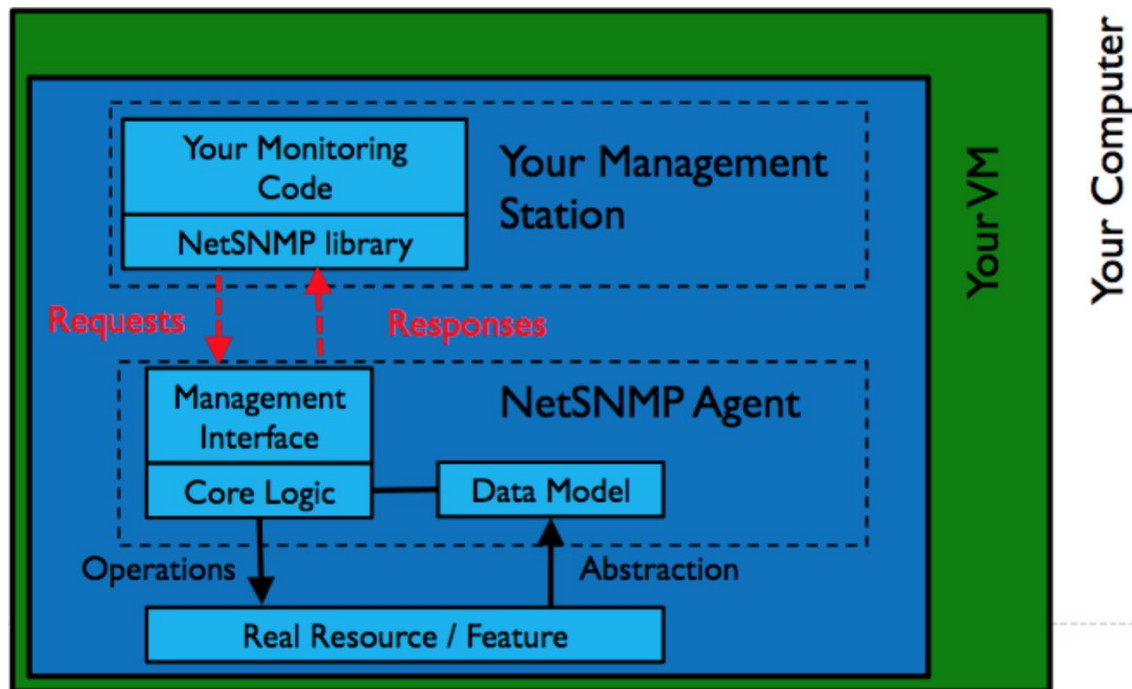 Your Monitoring
Code
NetSNMP library
Your Management
Station
Requests
Responses
Management
Interface
Core Logic
NetSNMP Agent
Data Model
Operations
Abstraction
Real Resource / Feature
Your VM
Your Computer